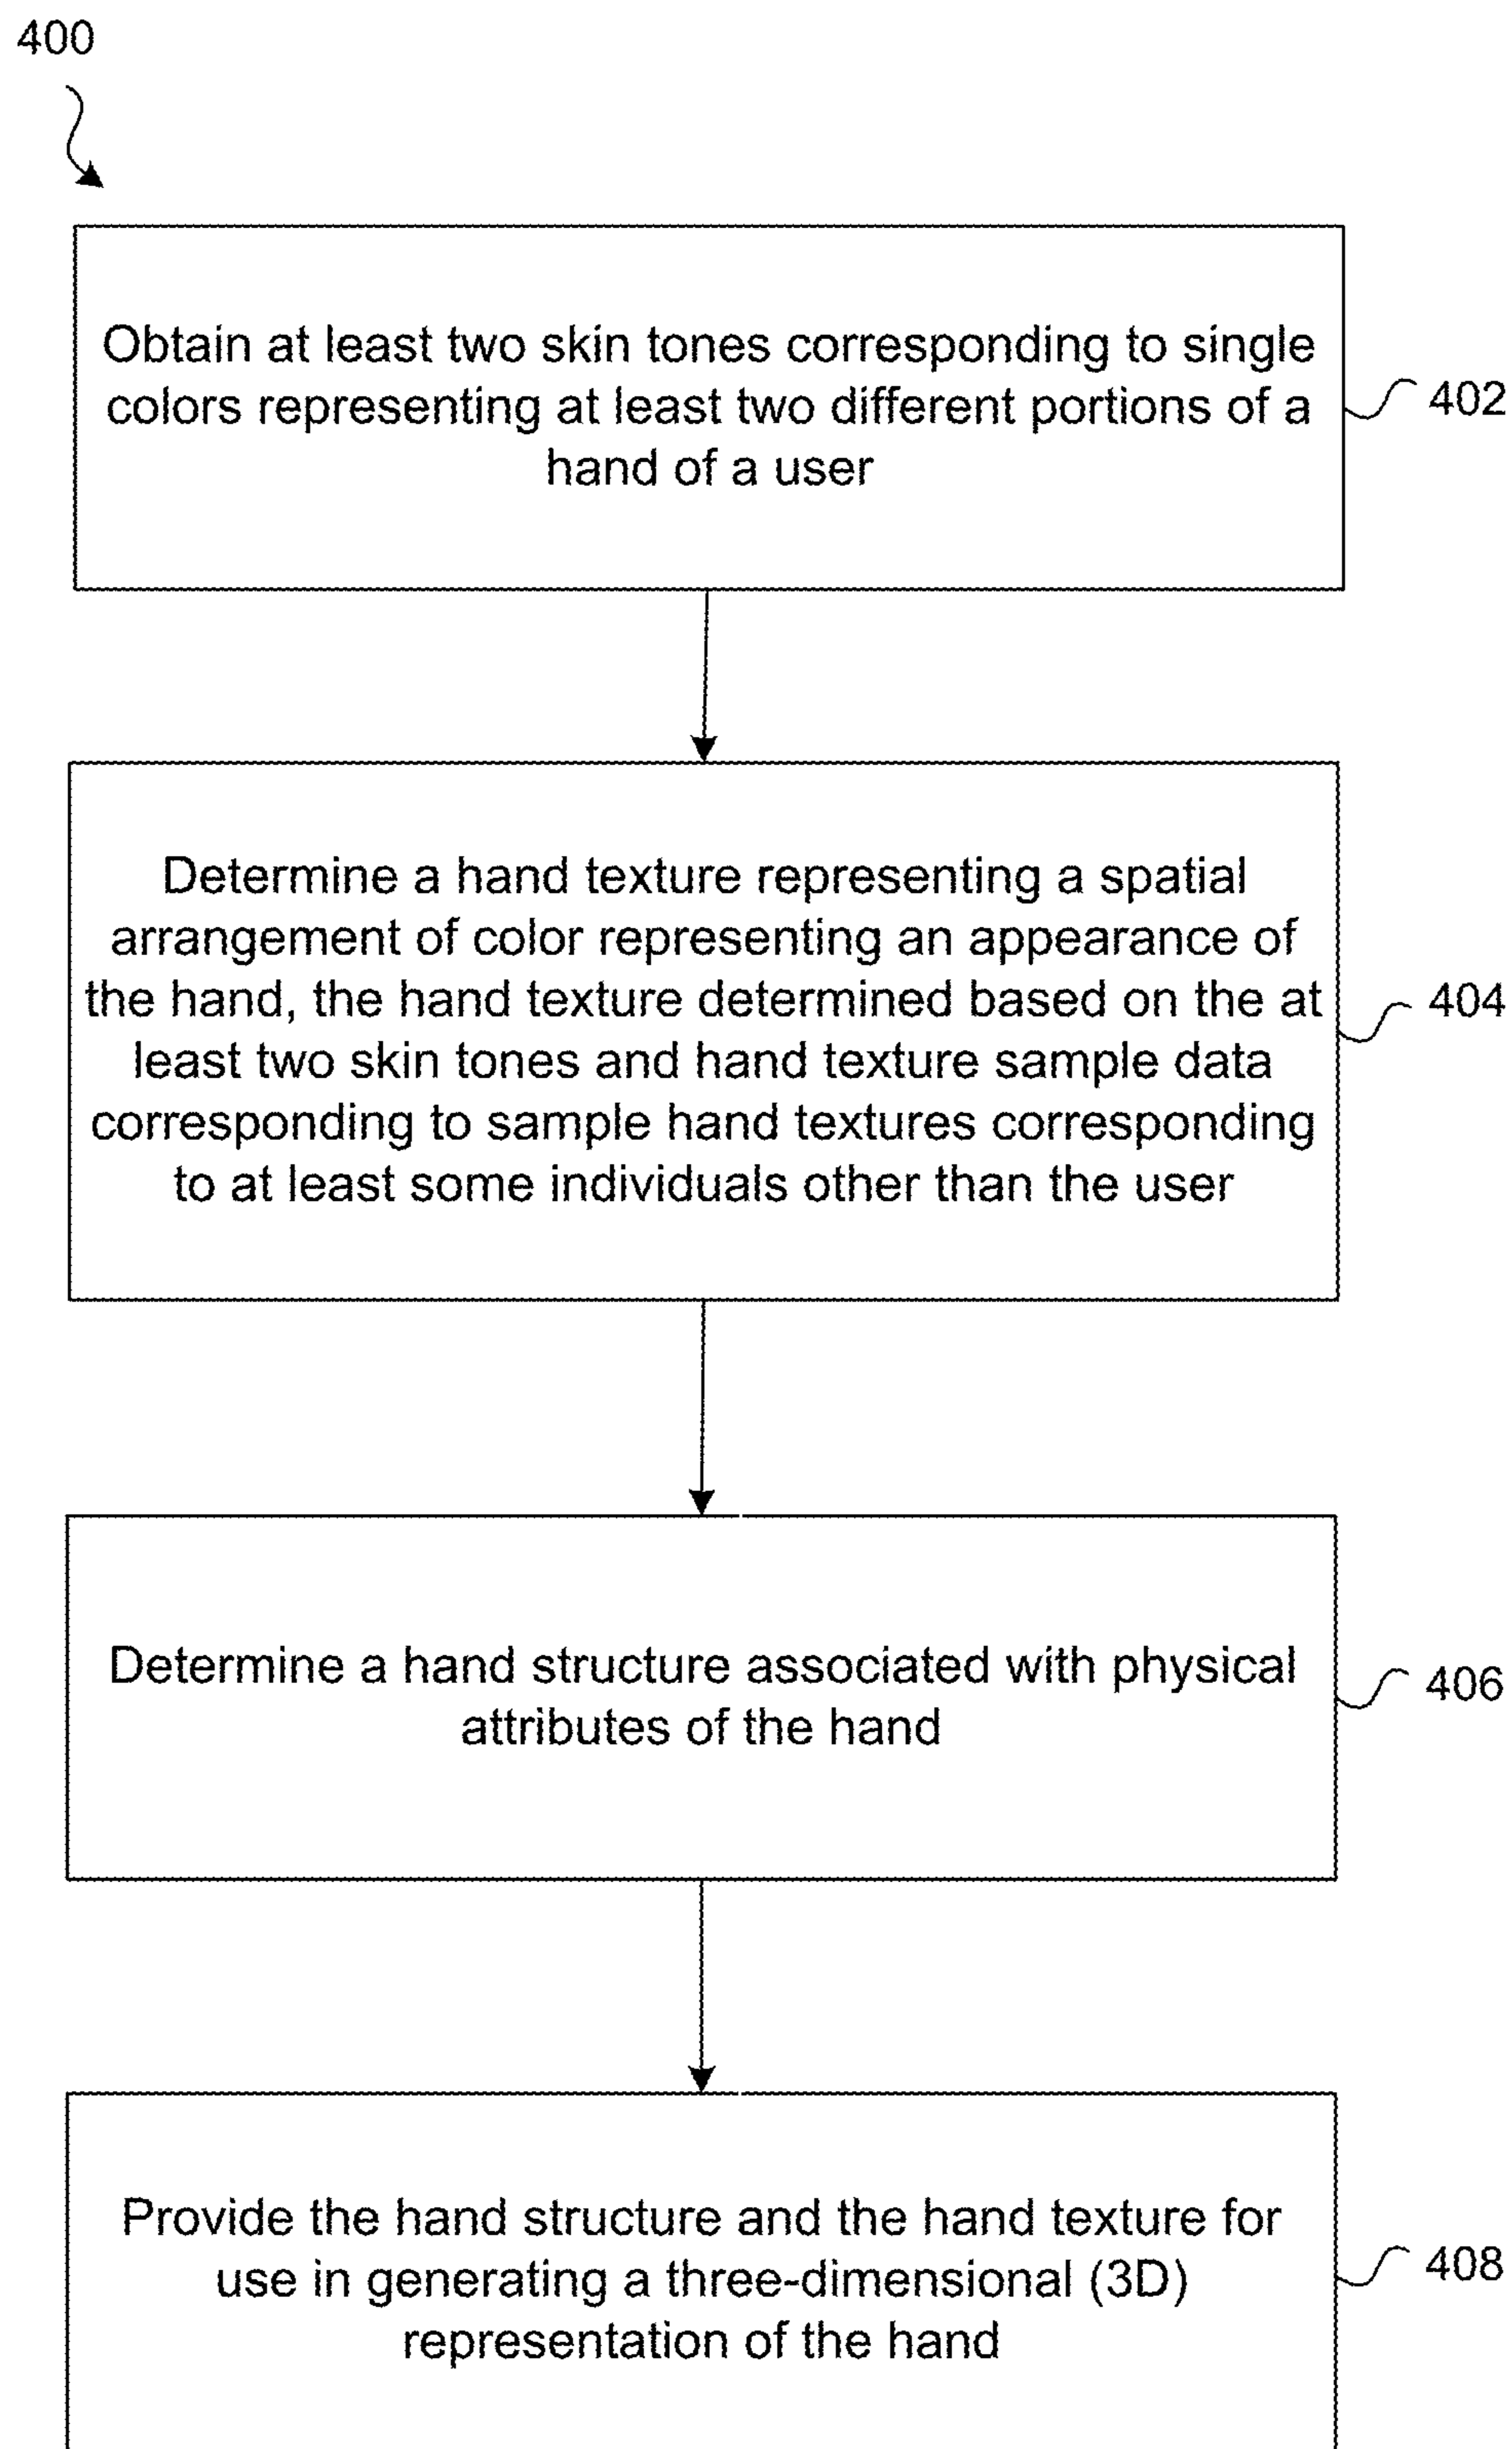 400
Obtain at least two skin tones corresponding to single
colors representing at least two different portions of a
hand of a user
402
Determine a hand texture representing a spatial
arrangement of color representing an appearance of
the hand, the hand texture determined based on the at
least two skin tones and hand texture sample data
corresponding to sample hand textures corresponding
to at least some individuals other than the user
404
Determine a hand structure associated with physical
attributes of the hand
406
Provide the hand structure and the hand texture for
use in generating a three-dimensional (3D)
representation of the hand
408